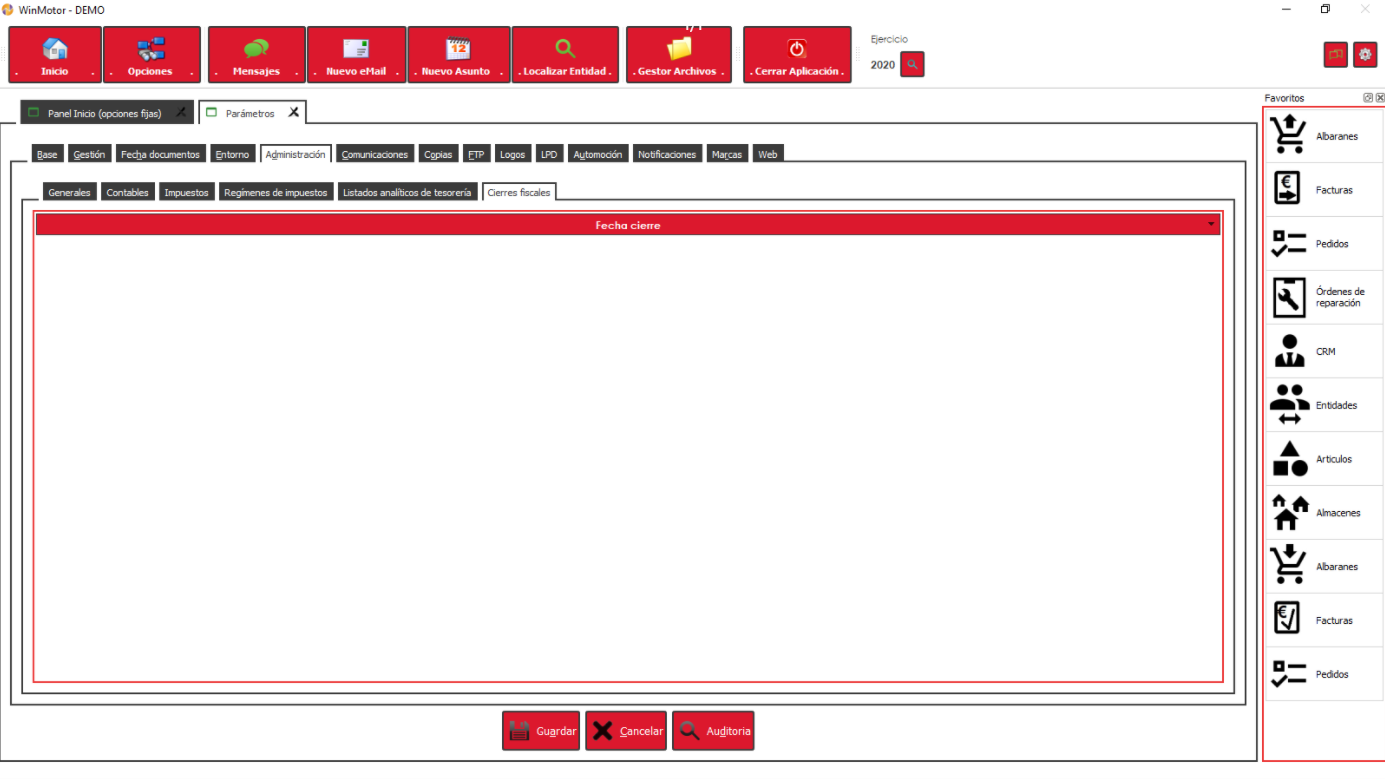 WinMotor - DEMO
. Inicio .
. Opciones .
. Mensajes .
. Nuevo eMail .
. Nuevo Asunto .
. Localizar Entidad .
. Gestor Archivos .
. Cerrar Aplicación .
12
Ejercicio
2020
Panel Inicio (opciones fijas)
Parámetros
Favoritos
Base
Gestión
Fecha documentos
Entorno
Administración
Comunicaciones
Copias
FTP
Logos
LPD
Automoción
Notificaciones
Marcas
Web
Generales
Contables
Impuestos
Regímenes de impuestos
Listados analíticos de tesorería
Cierres fiscales
Fecha cierre
Albaranes
Facturas
Pedidos
Órdenes de
reparación
CRM
Entidades
Articulos
Almacenes
Albaranes
Facturas
Pedidos
Guardar
Cancelar
Auditoria